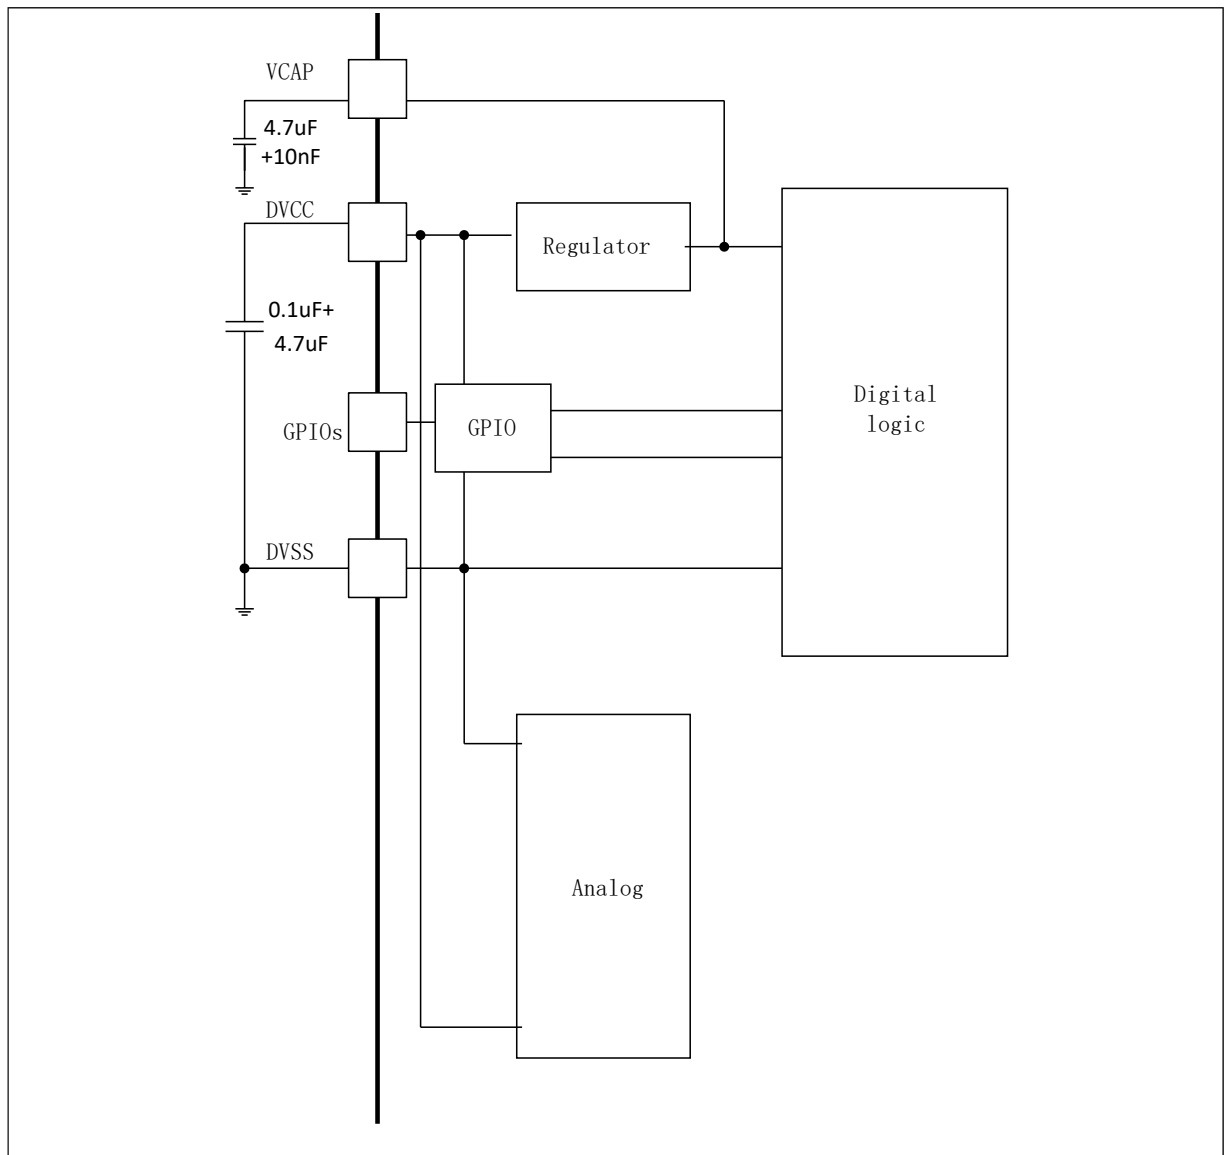 VCAP
4.7uF
+10nF
DVCC
Regulator
0.1uF+
4.7uF
Digital
logic
GPIOs
GPIO
DVSS
Analog